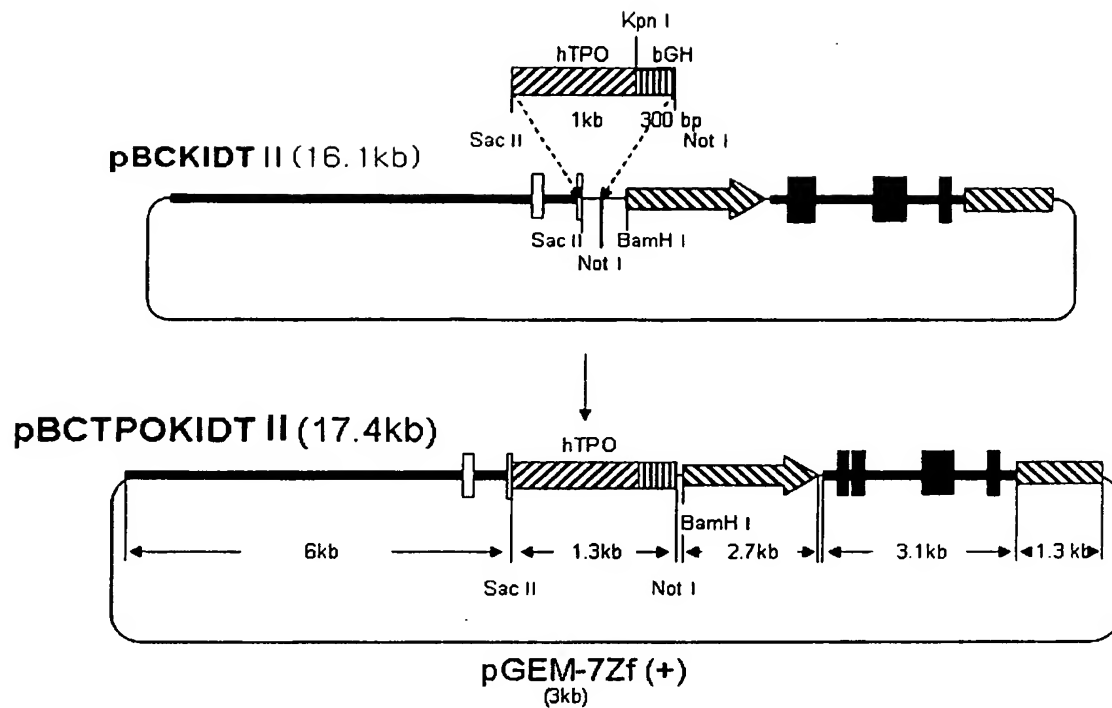 Kpn I
hTPO bGH
1kb 300 bp
Sac II Not I
pBCKIDT II (16.1kb)
Sac II BamH I
Not I
pBCTPOKIDT II (17.4kb)
hTPO
BamH I
6kb 1.3kb 2.7kb 3.1kb 1.3 kb
Sac II Not I
pGEM-7Zf (+)
(3kb)